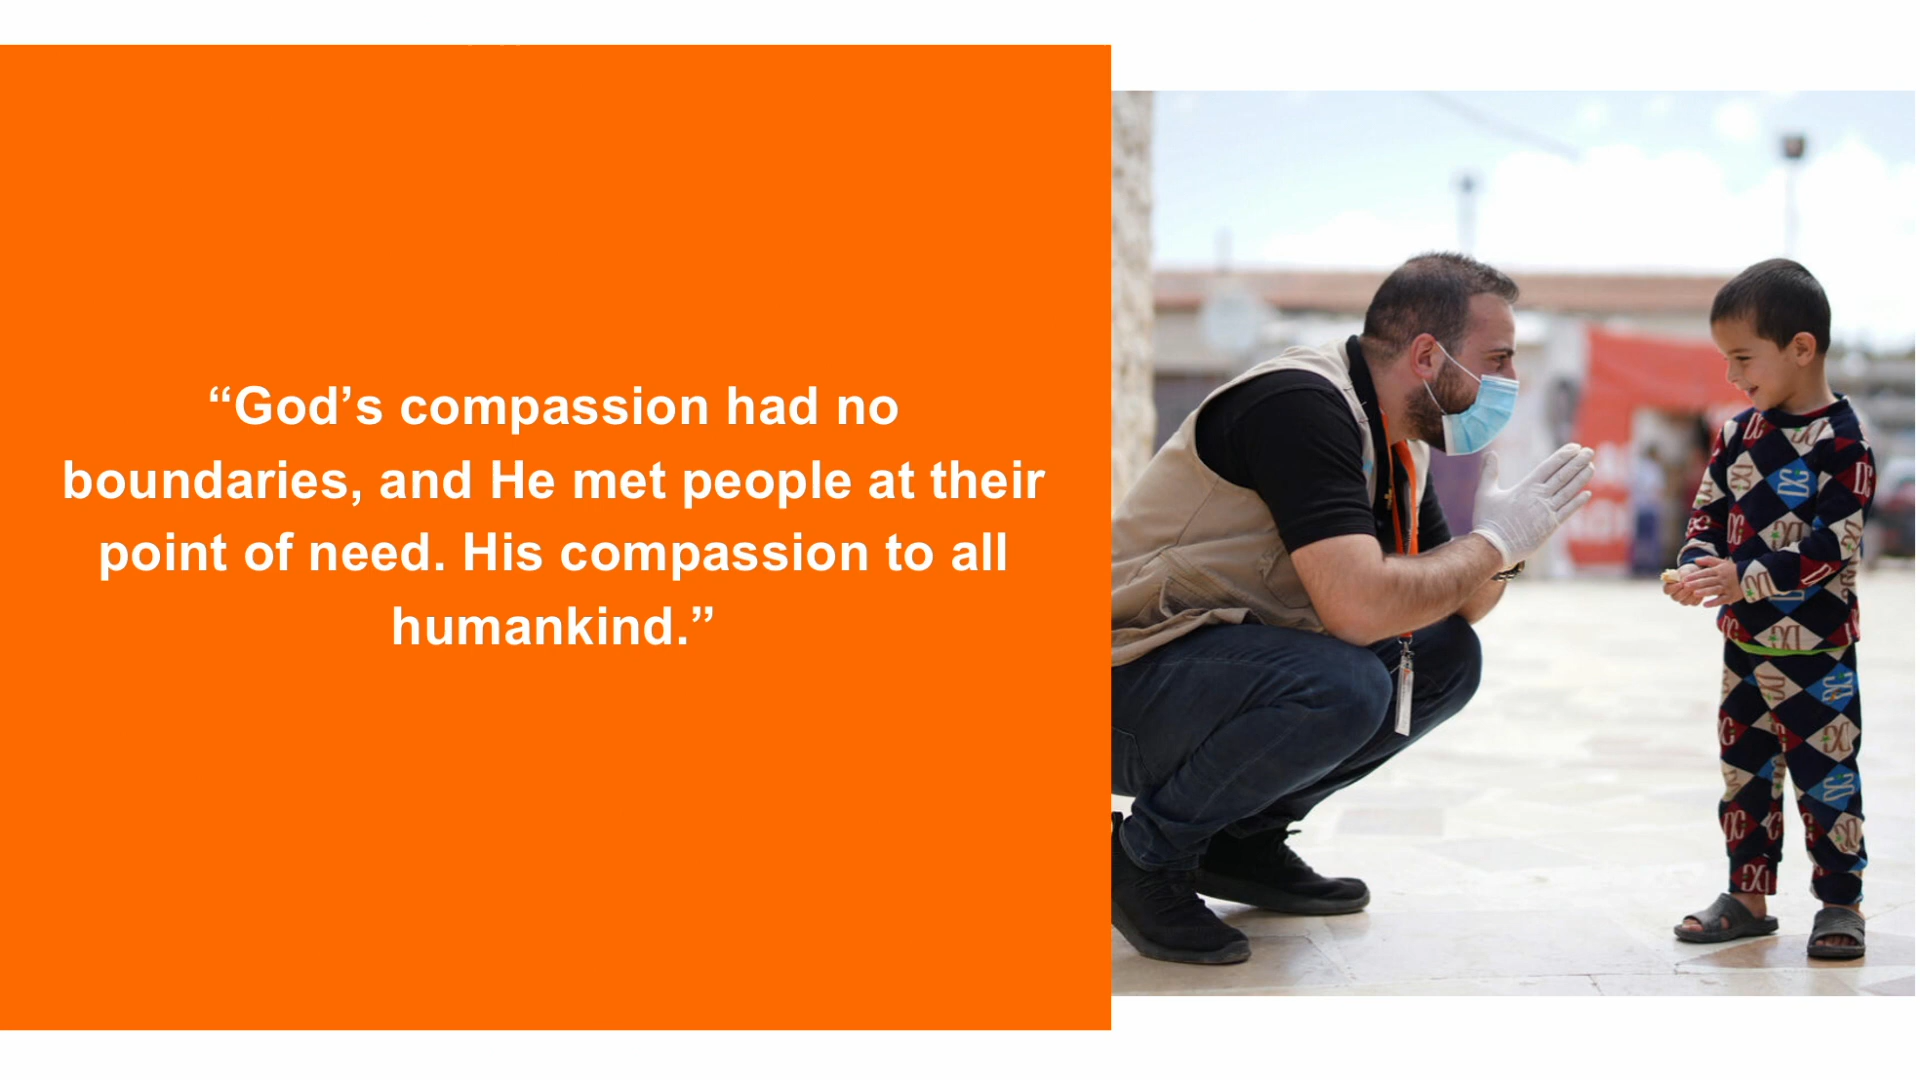 “God’s compassion had no
boundaries, and He met people at their
point of need. His compassion to all
humankind.”